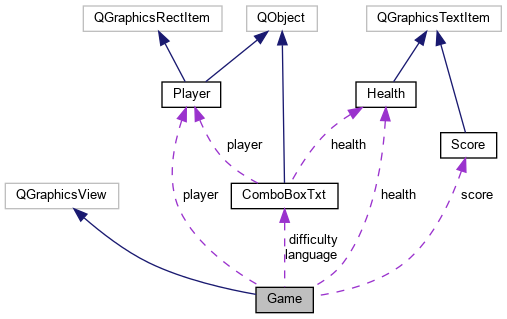 QGraphicsRectItem
QObject
QGraphicsTextItem
Player
Health
player
health
Score
QGraphicsView
player
ComboBoxTxt
health
score
difficulty
language
Game